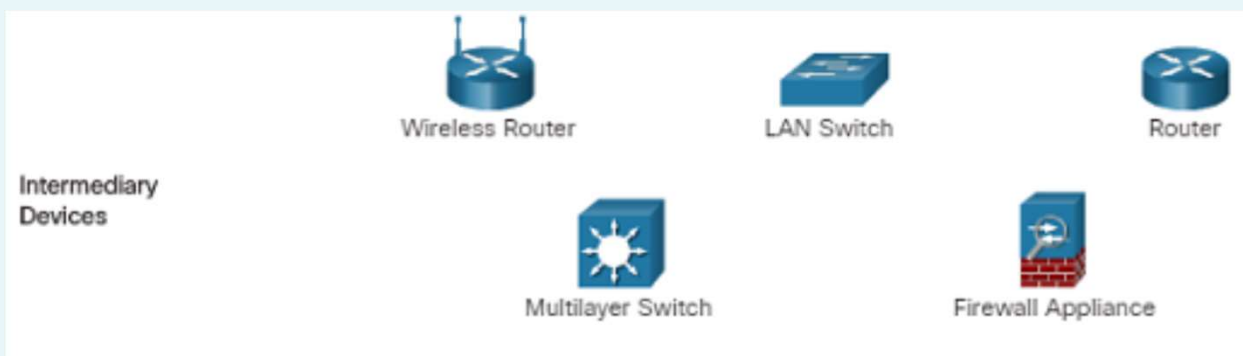 Wireless Router
LAN Switch
Router
Intermediary
Devices
Multilayer Switch
Firewall Appliance